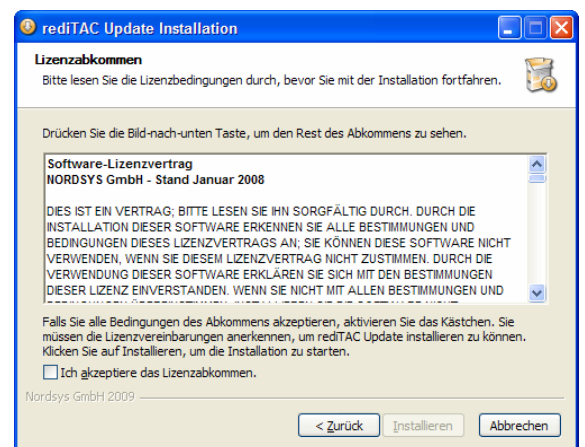 rediTAC Update Installation
Lizenzabkommen
Bitte lesen Sie die Lizenzbedingungen durch, bevor Sie mit der Installation fortfahren.
Drücken Sie die Bild-nach-unten Taste, um den Rest des Abkommens zu sehen.
Software-Lizenzvertrag
NORDSYS GmbH - Stand Januar 2008
DIES IST EIN VERTRAG; BITTE LESEN SIE IHN SORGFÄLTIG DURCH. DURCH DIE
INSTALLATION DIESER SOFTWARE ERKENNEN SIE ALLE BESTIMMUNGEN UND
BEDINGUNGEN DIESES LIZENZVERTRAGS AN; SIE KÖNNEN DIESE SOFTWARE NICHT
VERWENDEN, WENN SIE DIESEM LIZENZVERTRAG NICHT ZUSTIMMEN. DURCH DIE
VERWENDUNG DIESER SOFTWARE ERKLÄREN SIE SICH MIT DEN BESTIMMUNGEN
DIESER LIZENZ EINVERSTANDEN. WENN SIE NICHT MIT ALLEN BESTIMMUNGEN UND
Falls Sie alle Bedingungen des Abkommens akzeptieren, aktivieren Sie das Kästchen. Sie
müssen die Lizenzvereinbarungen anerkennen, um rediTAC Update installieren zu können.
Klicken Sie auf Installieren, um die Installation zu starten.
Ich akzeptiere das Lizenzabkommen.
Nordsys GmbH 2009
< Zurück Installieren Abbrechen